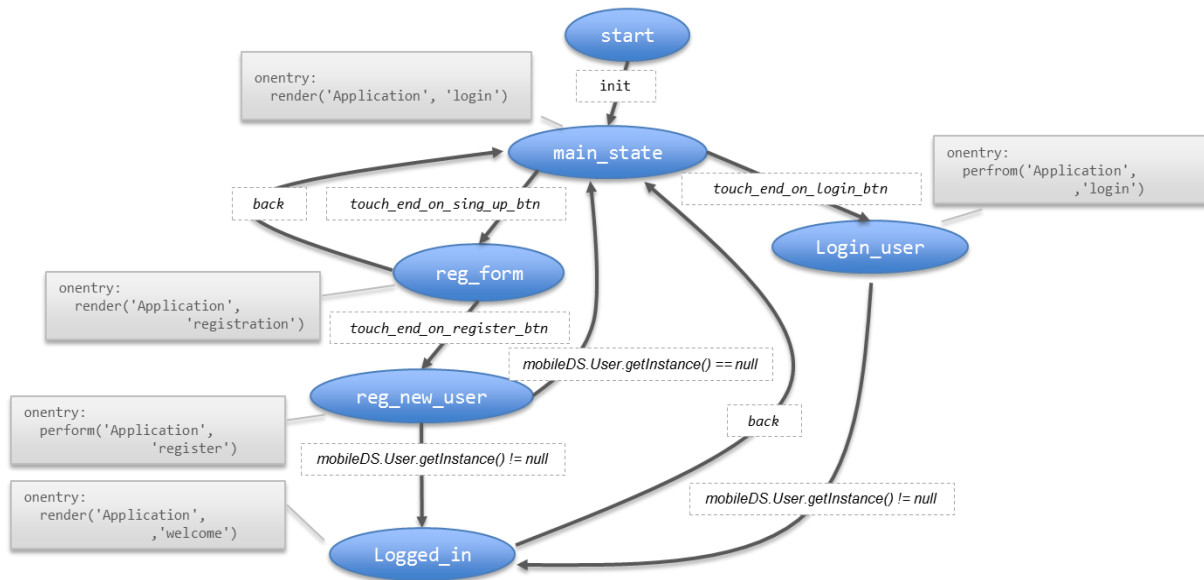 start
init
onentry:
render('Application', 'login')
main_state
onentry:
perfrom('Application',
,'login')
back
touch_end_on_sing_up_btn
touch_end_on_login_btn
Login_user
reg_form
onentry:
render('Application',
'registration')
touch_end_on_register_btn
mobileDS.User.getInstance() == null
reg_new_user
onentry:
perform('Application',
'register')
back
mobileDS.User.getInstance() != null
mobileDS.User.getInstance() != null
onentry:
render('Application',
,'welcome')
Logged_in